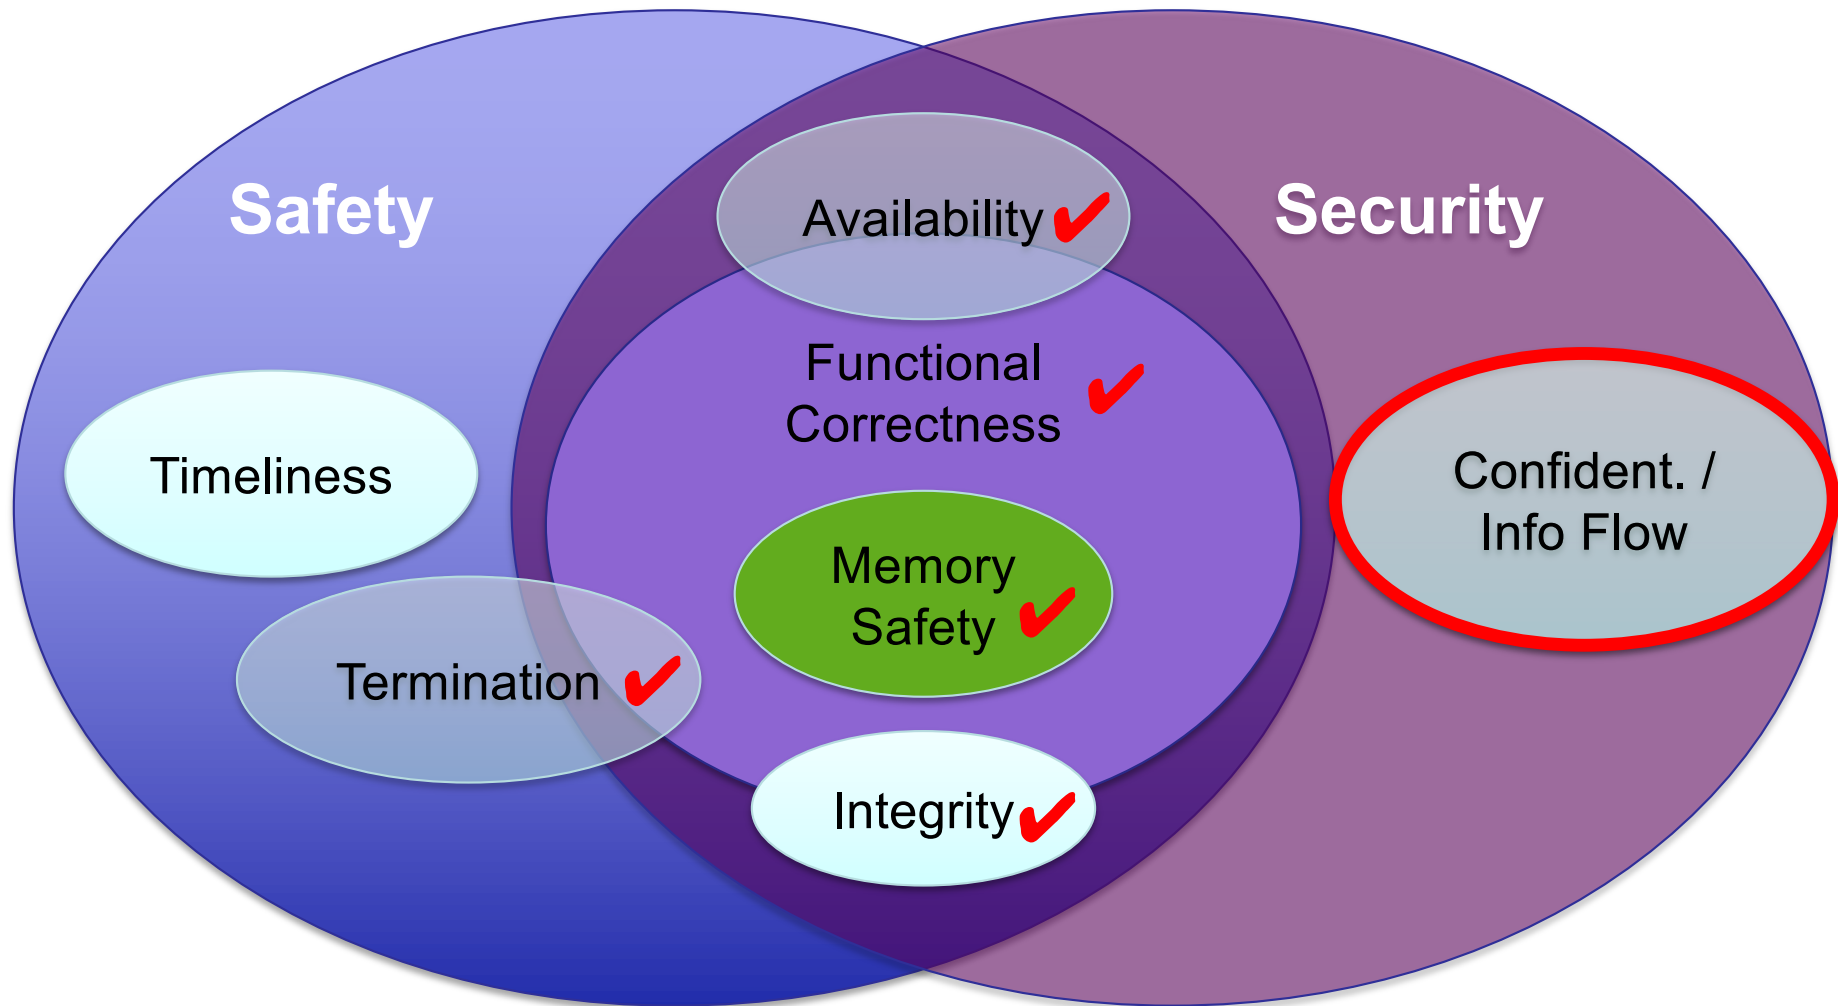 Safety
Security
Availability ✔
Functional
Correctness ✔
Timeliness
Confident. /
Info Flow
Memory
Safety ✔
Termination ✔
Integrity ✔